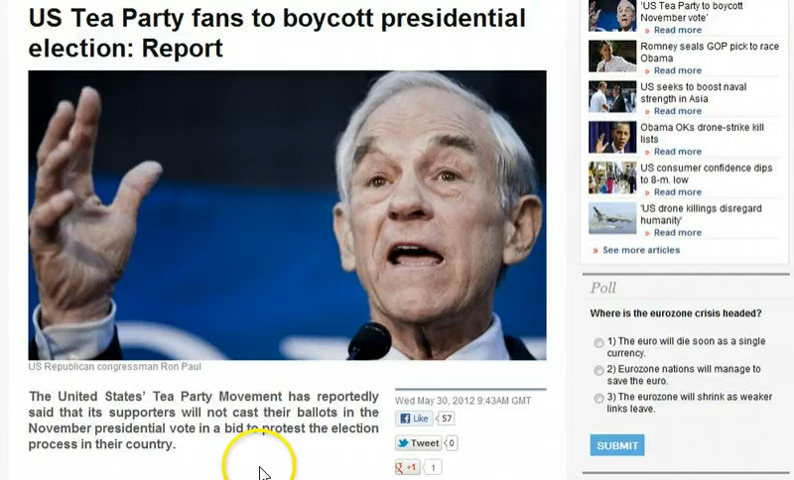 US Tea Party fans to boycott presidential
election: Report
US Republican congressman Ron Paul
The United States' Tea Party Movement has reportedly
said that its supporters will not cast their ballots in the
November presidential vote in a bid to protest the election
process in their country.
Wed May 30, 2012 9:43AM GMT
Like 57
Tweet 0
g +1 1
'US Tea Party to boycott
November vote'
» Read more
Romney seals GOP pick to race
Obama
» Read more
US seeks to boost naval
strength in Asia
» Read more
Obama OKs drone-strike kill
lists
» Read more
US consumer confidence dips
to 8-m. low
» Read more
'US drone killings disregard
humanity'
» Read more
» See more articles
Poll
Where is the eurozone crisis headed?
1) The euro will die soon as a single
currency.
2) Eurozone nations will manage to
save the euro.
3) The eurozone will shrink as weaker
links leave.
SUBMIT